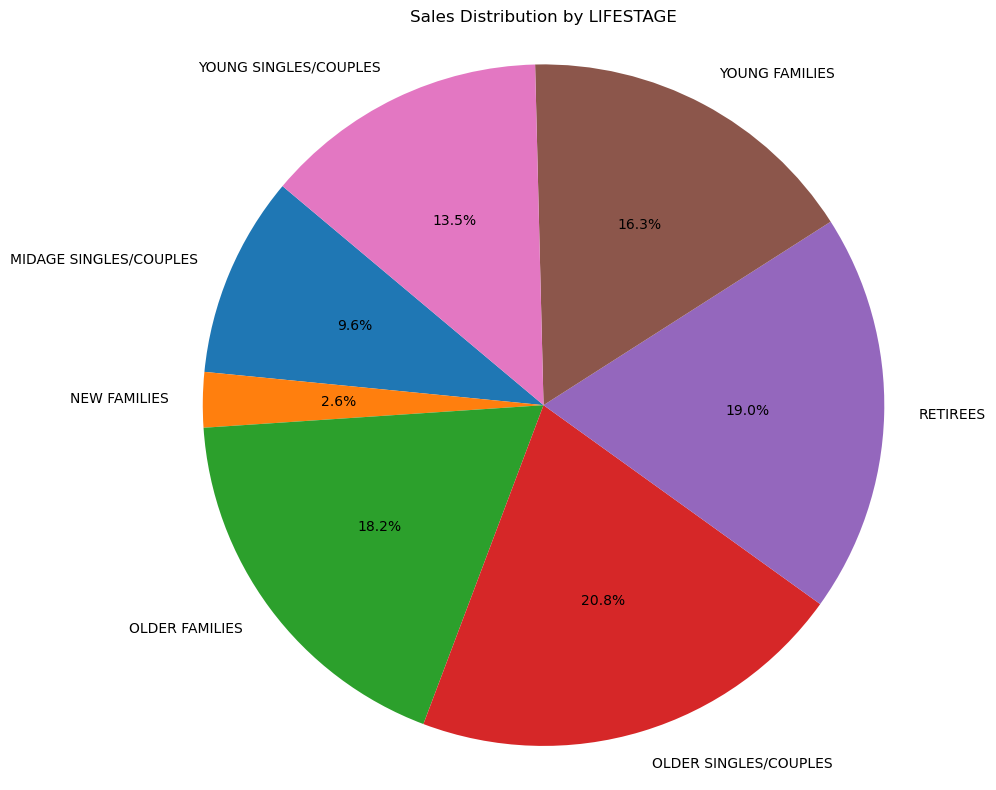 Sales Distribution by LIFESTAGE
YOUNG SINGLES/COUPLES
YOUNG FAMILIES
13.5%
16.3%
MIDAGE SINGLES/COUPLES
9.6%
NEW FAMILIES
2.6%
19.0%
RETIREES
18.2%
20.8%
OLDER FAMILIES
OLDER SINGLES/COUPLES